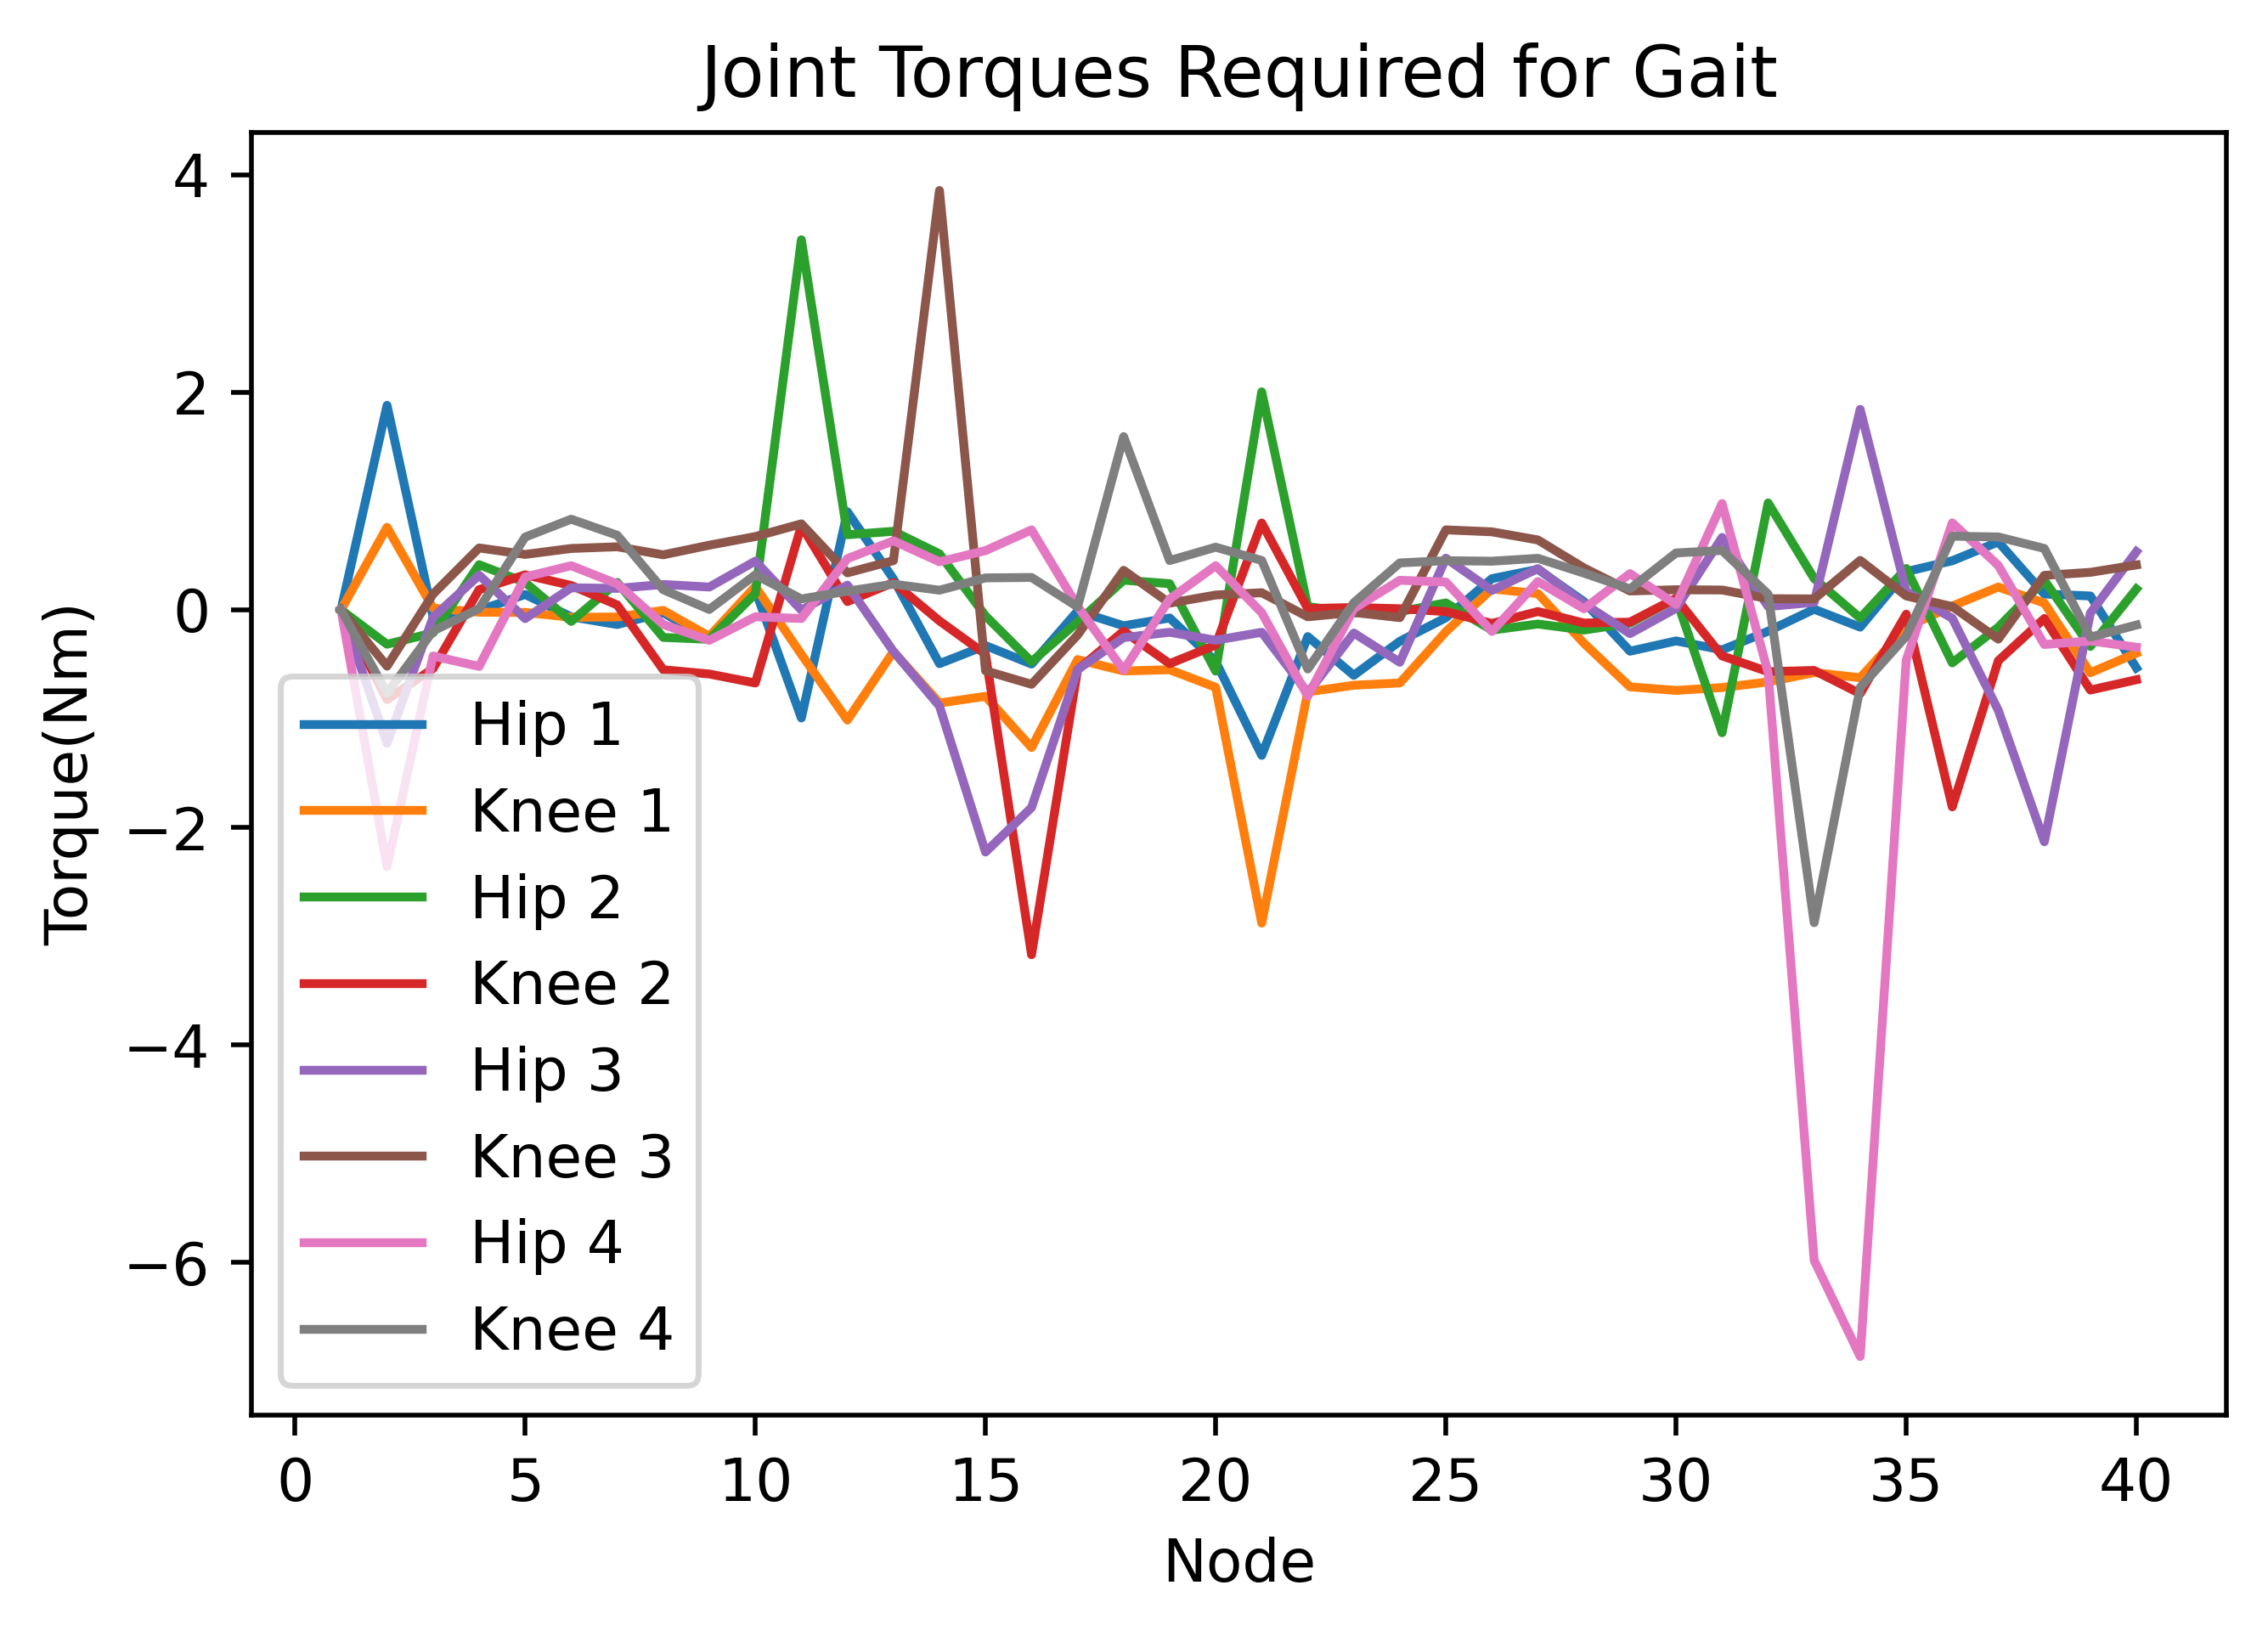 Joint Torques Required for Gait
Torque(Nm)
4
2
0
−2
−4
−6
Hip 1
Knee 1
Hip 2
Knee 2
Hip 3
Knee 3
Hip 4
Knee 4
0 5 10 15 20 25 30 35 40
Node